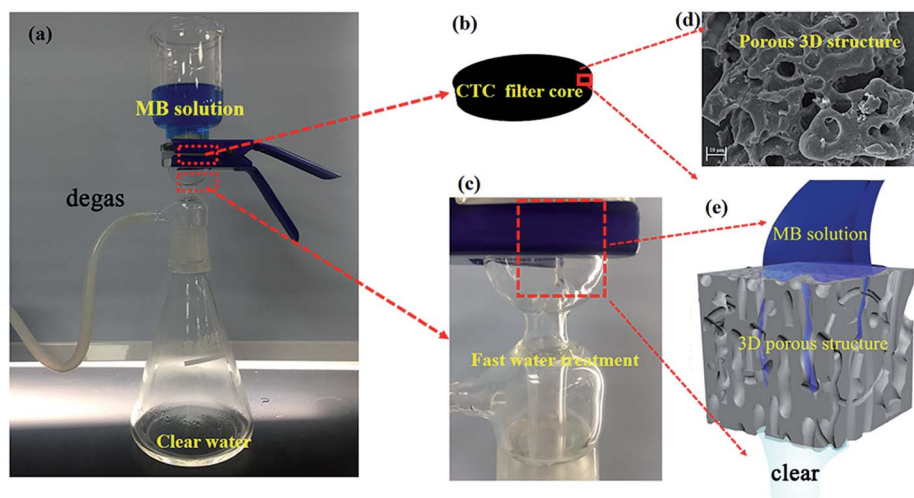 (a)
MB solution
degas
Clear water
(b)
CTC filter core
(c)
Fast water treatment
(d)
Porous 3D structure
10 μm
(e)
MB solution
3D porous structure
clear